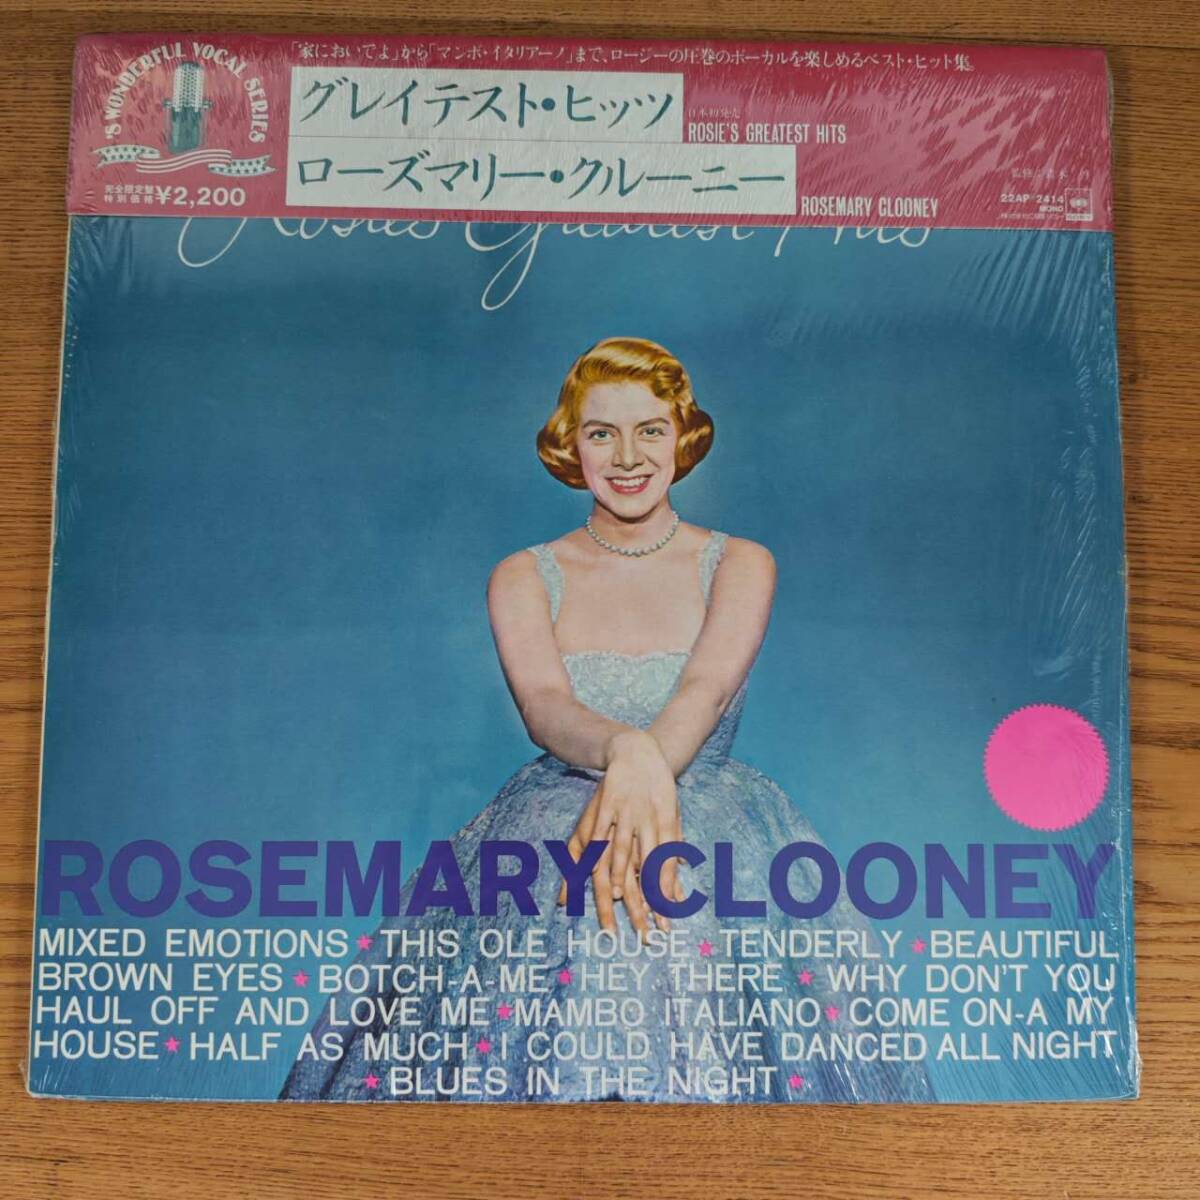 'S WONDERFUL VOCAL SERIES
「家においでよ」から「マンボ・イタリアーノ」まで、ロージーの圧巻のボーカルを楽しめるベスト・ヒット集。
グレイテスト・ヒッツ
日本初発売
ROSIE'S GREATEST HITS
ローズマリー・クルーニー
ROSEMARY CLOONEY
完全限定盤
特別価格 ¥2,200
22AP 2414
MONO
Rosie's Greatest Hits
ROSEMARY CLOONEY
MIXED EMOTIONS ★ THIS OLE HOUSE ★ TENDERLY ★ BEAUTIFUL
BROWN EYES ★ BOTCH-A-ME ★ HEY THERE ★ WHY DON'T YOU
HAUL OFF AND LOVE ME ★ MAMBO ITALIANO ★ COME ON-A MY
HOUSE ★ HALF AS MUCH ★ I COULD HAVE DANCED ALL NIGHT
★ BLUES IN THE NIGHT ★